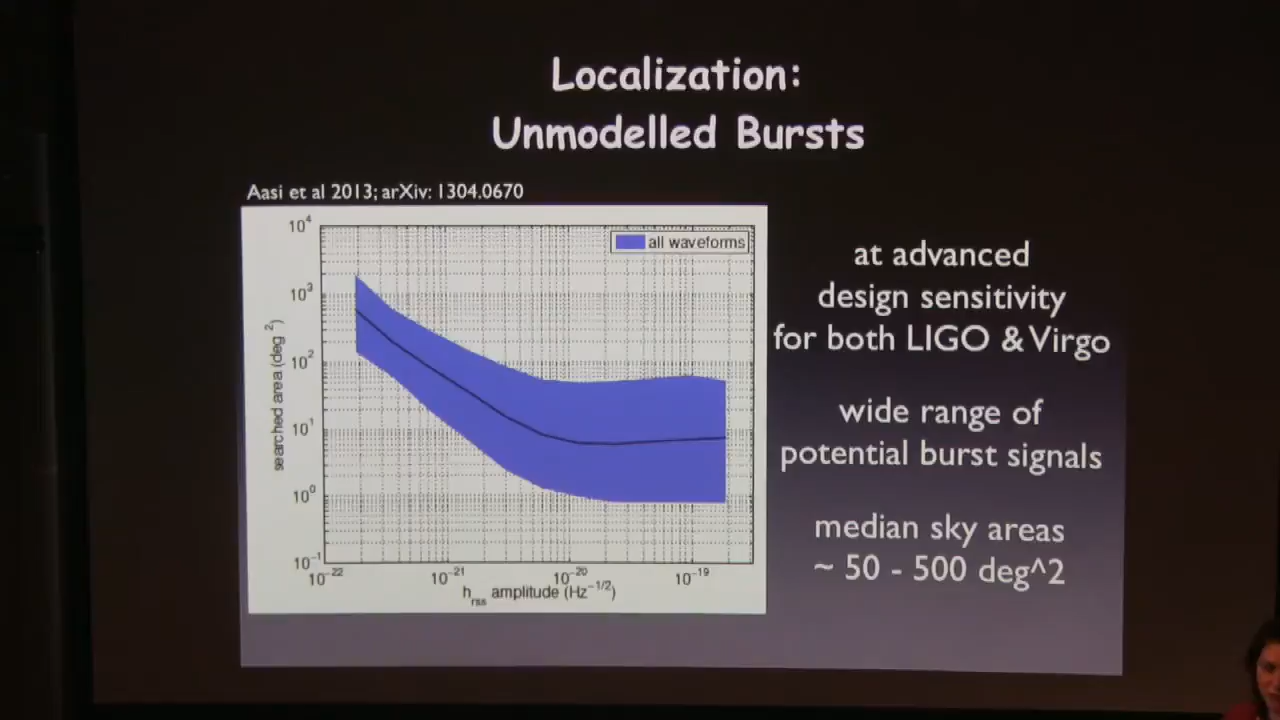 Localization:
Unmodelled Bursts
Aasi et al 2013; arXiv: 1304.0670
10^4
10^3
10^2
10^1
10^0
10^-1
searched area (deg^2)
all waveforms
10^-22
10^-21
10^-20
10^-19
h_rss amplitude (Hz^-1/2)
at advanced
design sensitivity
for both LIGO & Virgo
wide range of
potential burst signals
median sky areas
~ 50 - 500 deg^2